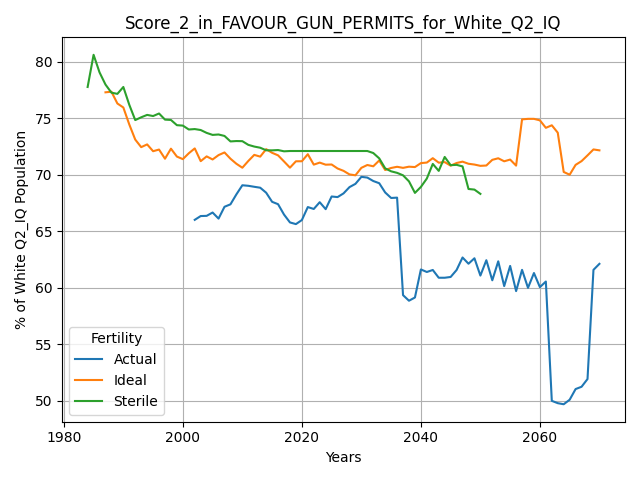 Score_2_in_FAVOUR_GUN_PERMITS_for_White_Q2_IQ
% of White Q2_IQ Population
80
75
70
65
60
55
50
Fertility
Actual
Ideal
Sterile
1980 2000 2020 2040 2060
Years